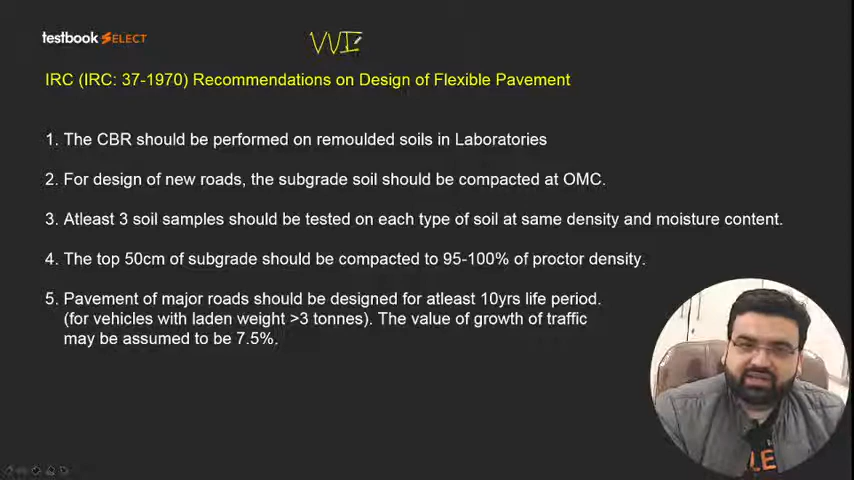 testbook SELECT
VVI
IRC (IRC: 37-1970) Recommendations on Design of Flexible Pavement
1. The CBR should be performed on remoulded soils in Laboratories
2. For design of new roads, the subgrade soil should be compacted at OMC.
3. Atleast 3 soil samples should be tested on each type of soil at same density and moisture content.
4. The top 50cm of subgrade should be compacted to 95-100% of proctor density.
5. Pavement of major roads should be designed for atleast 10yrs life period.
(for vehicles with laden weight >3 tonnes). The value of growth of traffic
may be assumed to be 7.5%.